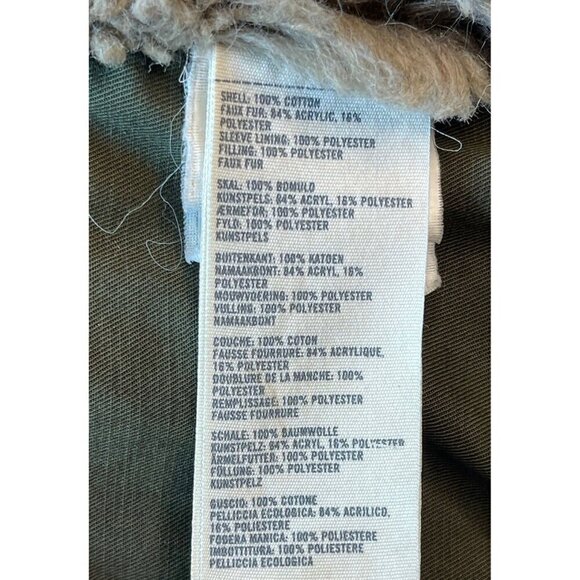 SHELL: 100% COTTON
FAUX FUR: 84% ACRYLIC, 16%
POLYESTER
SLEEVE LINING: 100% POLYESTER
FILLING: 100% POLYESTER
FAUX FUR
SKAL: 100% BOMULD
KUNSTPELS: 84% ACRYL, 16% POLYESTER
ÆRMEFOR: 100% POLYESTER
FYLD: 100% POLYESTER
KUNSTPELS
BUITENKANT: 100% KATOEN
NAMAAKBONT: 84% ACRYL, 16%
POLYESTER
MOUWVOERING: 100% POLYESTER
VULLING: 100% POLYESTER
NAMAAKBONT
COUCHE: 100% COTON
FAUSSE FOURRURE: 84% ACRYLIQUE,
16% POLYESTER
DOUBLURE DE LA MANCHE: 100%
POLYESTER
REMPLISSAGE: 100% POLYESTER
FAUSSE FOURRURE
SCHALE: 100% BAUMWOLLE
KUNSTPELZ: 84% ACRYL, 16% POLYESTER
ÄRMELFUTTER: 100% POLYESTER
FÜLLUNG: 100% POLYESTER
KUNSTPELZ
GUSCIO: 100% COTONE
PELLICCIA ECOLOGICA: 84% ACRILICO,
16% POLIESTERE
FODERA MANICA: 100% POLIESTERE
IMBOTTITURA: 100% POLIESTERE
PELLICCIA ECOLOGICA